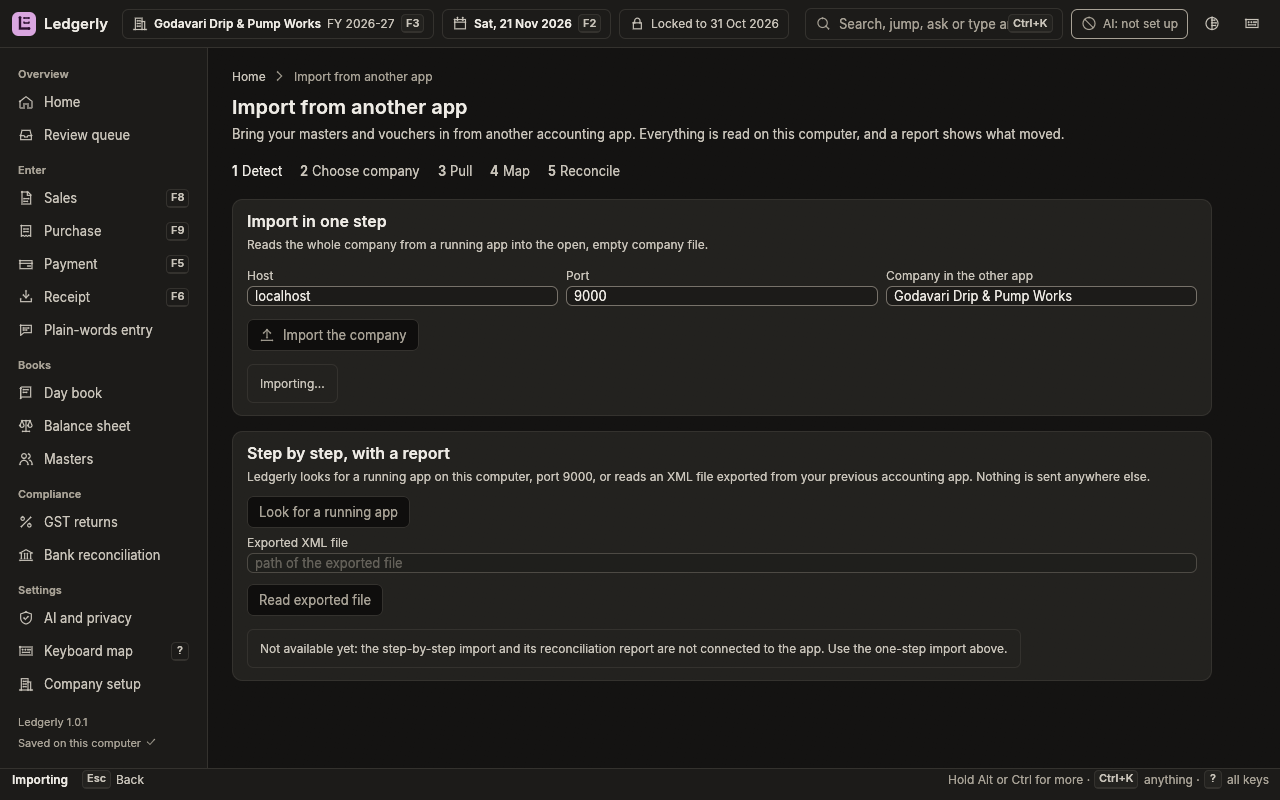 Ledgerly
Godavari Drip & Pump Works FY 2026-27 F3
Sat, 21 Nov 2026 F2
Locked to 31 Oct 2026
Search, jump, ask or type a Ctrl+K
AI: not set up
Overview
Home
Review queue
Enter
Sales F8
Purchase F9
Payment F5
Receipt F6
Plain-words entry
Books
Day book
Balance sheet
Masters
Compliance
GST returns
Bank reconciliation
Settings
AI and privacy
Keyboard map ?
Company setup
Ledgerly 1.0.1
Saved on this computer
Home > Import from another app
Import from another app
Bring your masters and vouchers in from another accounting app. Everything is read on this computer, and a report shows what moved.
1 Detect 2 Choose company 3 Pull 4 Map 5 Reconcile
Import in one step
Reads the whole company from a running app into the open, empty company file.
Host Port Company in the other app
localhost 9000 Godavari Drip & Pump Works
Import the company
Importing...
Step by step, with a report
Ledgerly looks for a running app on this computer, port 9000, or reads an XML file exported from your previous accounting app. Nothing is sent anywhere else.
Look for a running app
Exported XML file
path of the exported file
Read exported file
Not available yet: the step-by-step import and its reconciliation report are not connected to the app. Use the one-step import above.
Importing Esc Back
Hold Alt or Ctrl for more · Ctrl+K anything · ? all keys